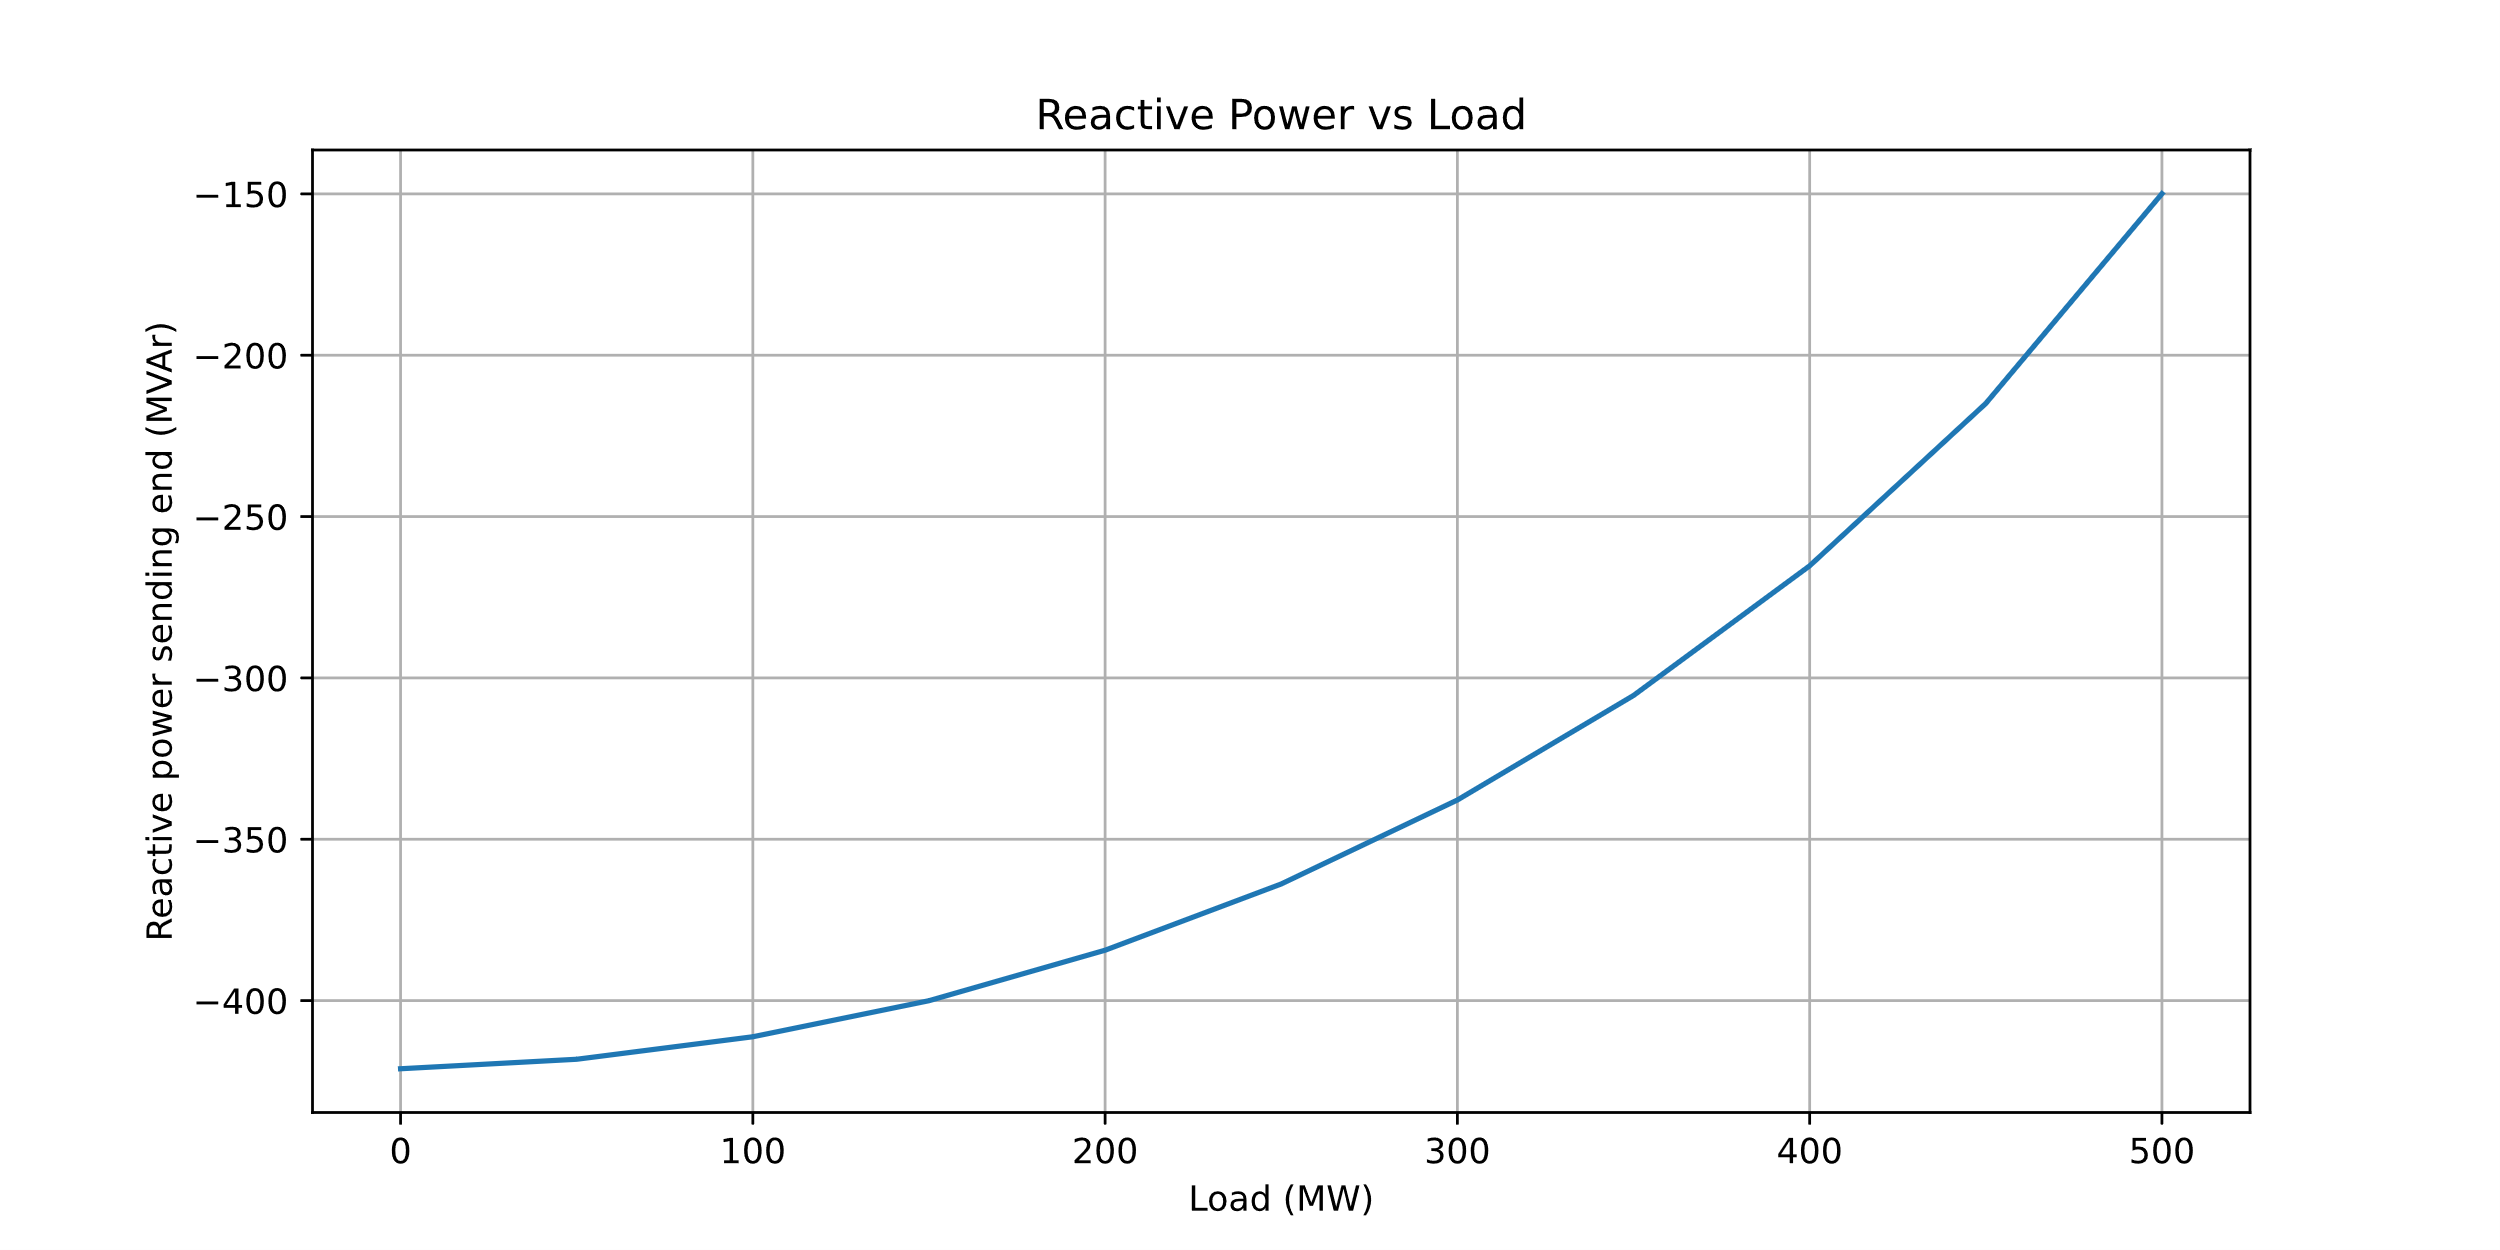 Reactive Power vs Load
Reactive power sending end (MVAr)
−150
−200
−250
−300
−350
−400
0 100 200 300 400 500
Load (MW)